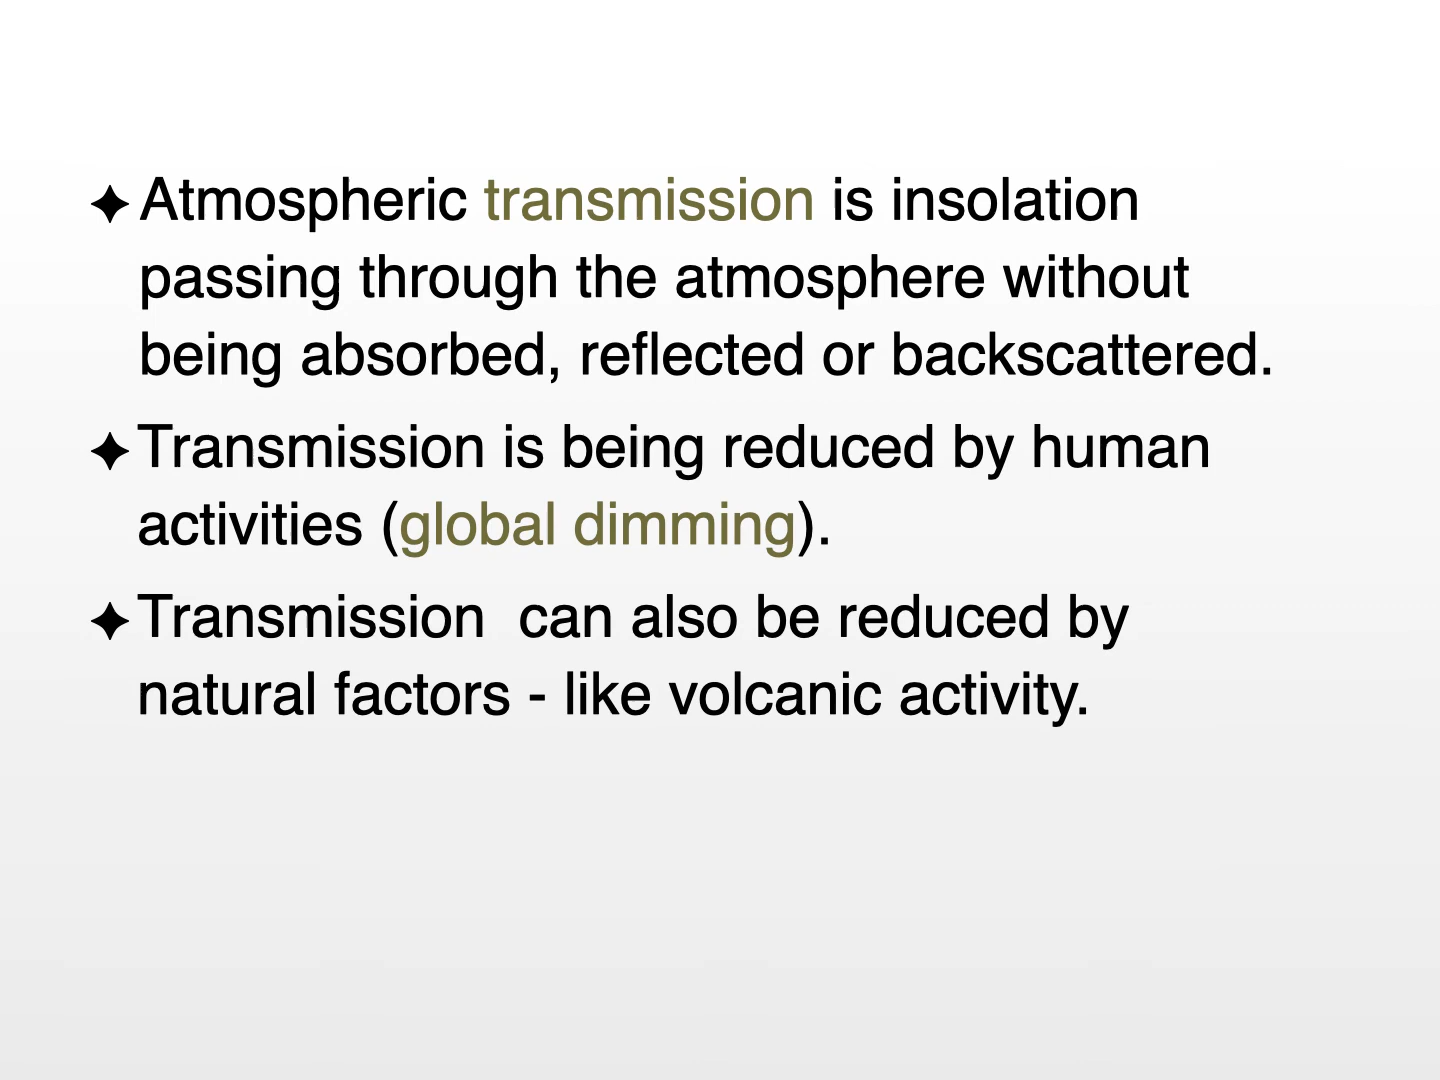 ✦Atmospheric transmission is insolation
passing through the atmosphere without
being absorbed, reflected or backscattered.
✦Transmission is being reduced by human
activities (global dimming).
✦Transmission  can also be reduced by
natural factors - like volcanic activity.